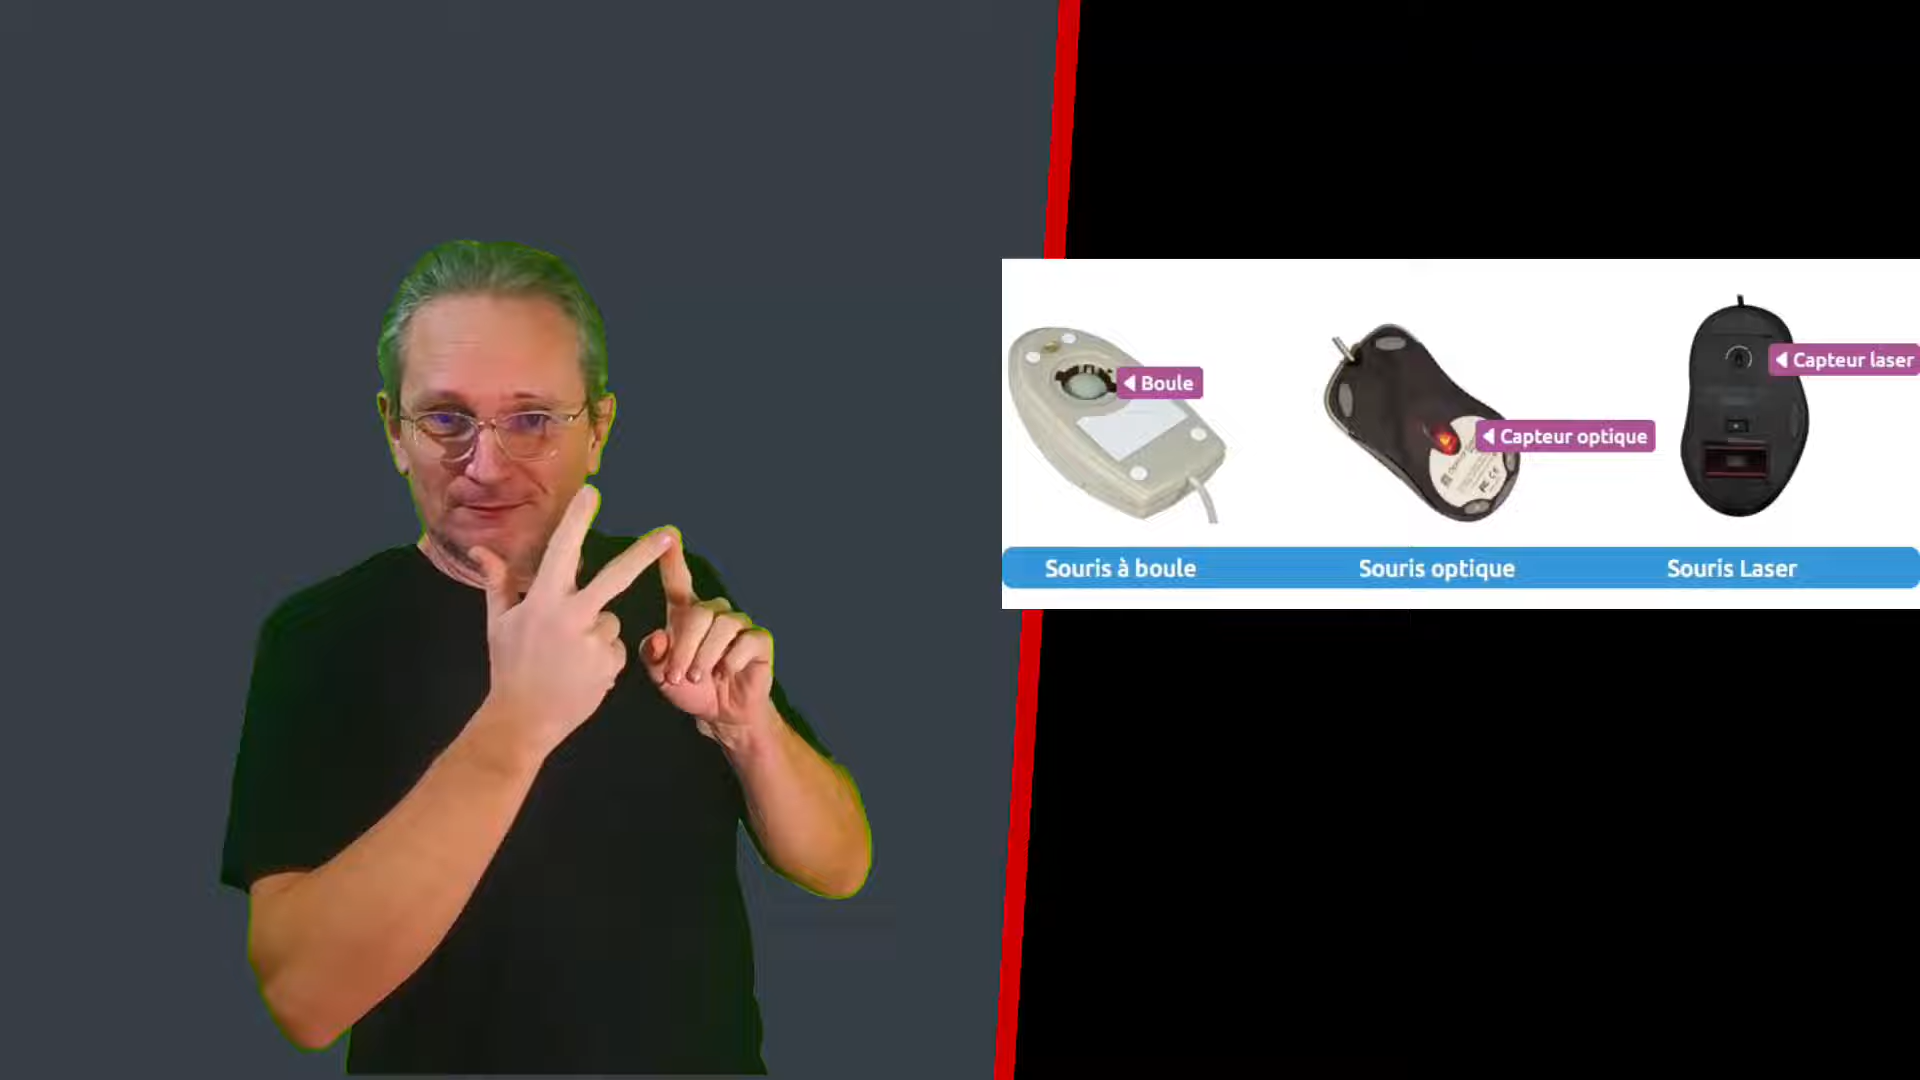 Boule
Capteur optique
Capteur laser
Souris à boule
Souris optique
Souris Laser